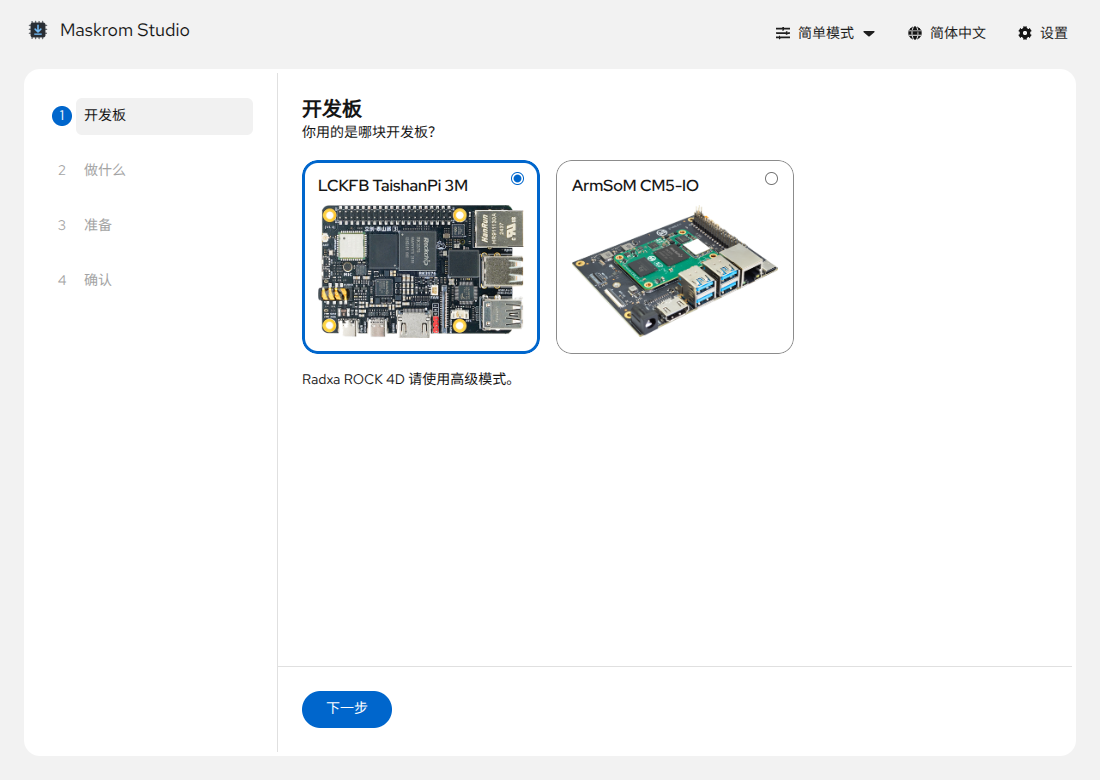 Maskrom Studio
简单模式
简体中文
设置
1 开发板
2 做什么
3 准备
4 确认
开发板
你用的是哪块开发板?
LCKFB TaishanPi 3M
HanRun
ArmSoM CM5-IO
Radxa ROCK 4D 请使用高级模式。
下一步